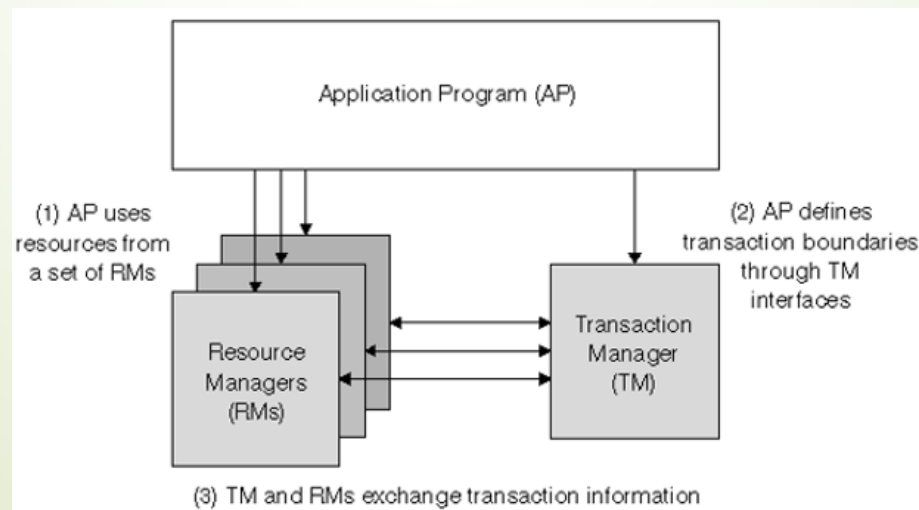 Application Program (AP)
(1) AP uses
resources from
a set of RMs
(2) AP defines
transaction boundaries
through TM
interfaces
Resource
Managers
(RMs)
Transaction
Manager
(TM)
(3) TM and RMs exchange transaction information